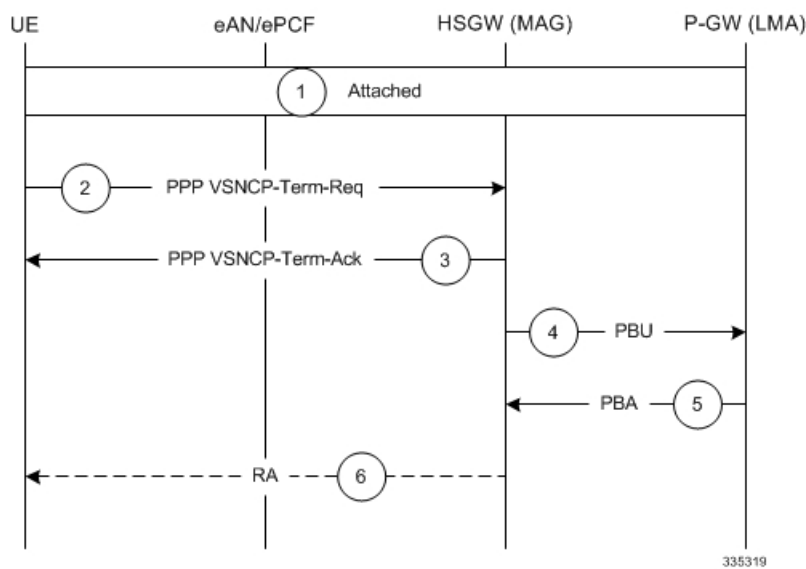 UE eAN/ePCF HSGW (MAG) P-GW (LMA)
1 Attached
2 PPP VSNCP-Term-Req
PPP VSNCP-Term-Ack 3
4 PBU
PBA 5
RA 6
335319